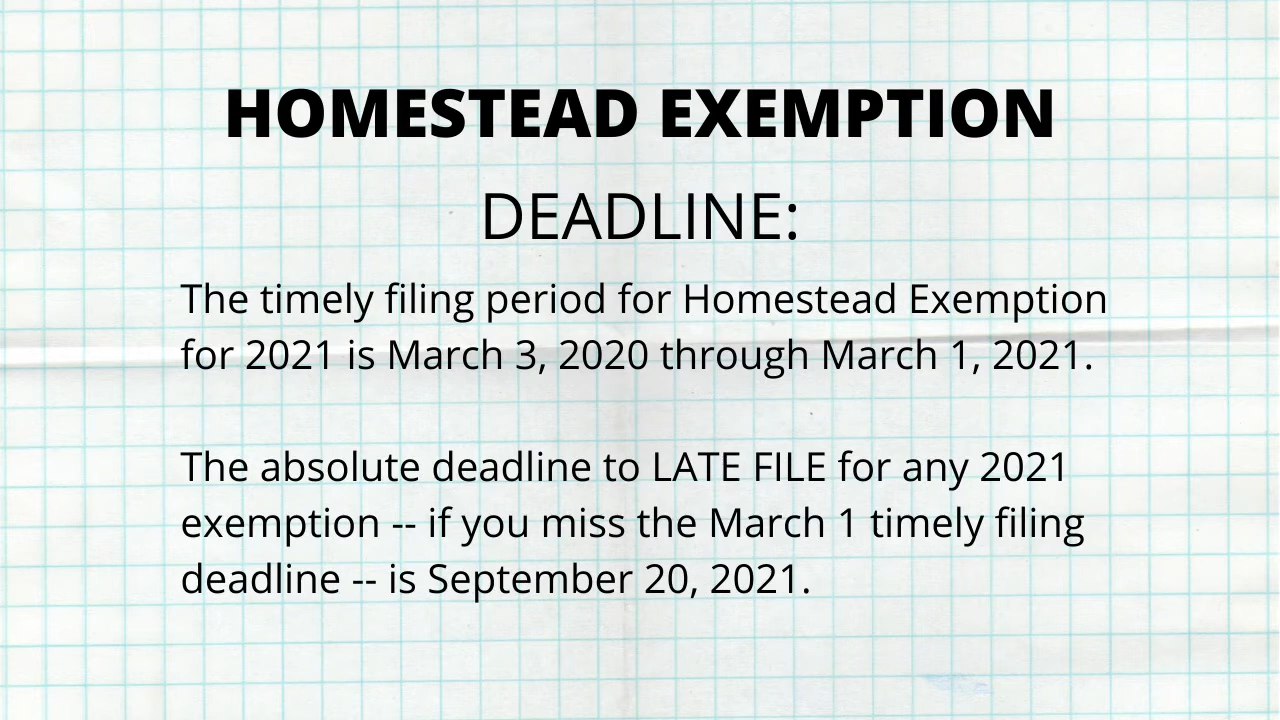 HOMESTEAD EXEMPTION
DEADLINE:
The timely filing period for Homestead Exemption
for 2021 is March 3, 2020 through March 1, 2021.
The absolute deadline to LATE FILE for any 2021
exemption -- if you miss the March 1 timely filing
deadline -- is September 20, 2021.